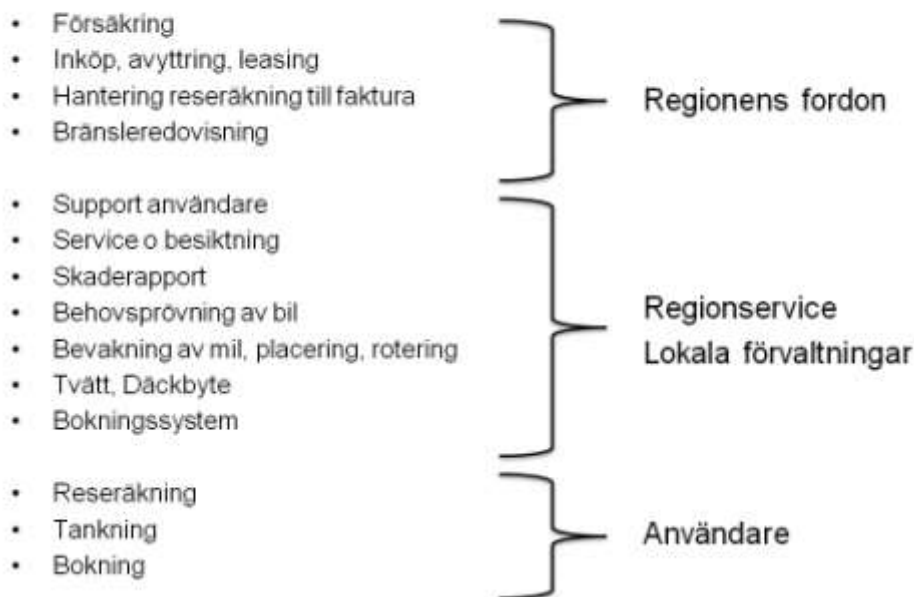 • Försäkring
• Inköp, avyttring, leasing
• Hantering reseräkning till faktura
• Bränsleredovisning
Regionens fordon
• Support användare
• Service o besiktning
• Skaderapport
• Behovsprövning av bil
• Bevakning av mil, placering, rotering
• Tvätt, Däckbyte
• Bokningssystem
Regionservice
Lokala förvaltningar
• Reseräkning
• Tankning
• Bokning
Användare